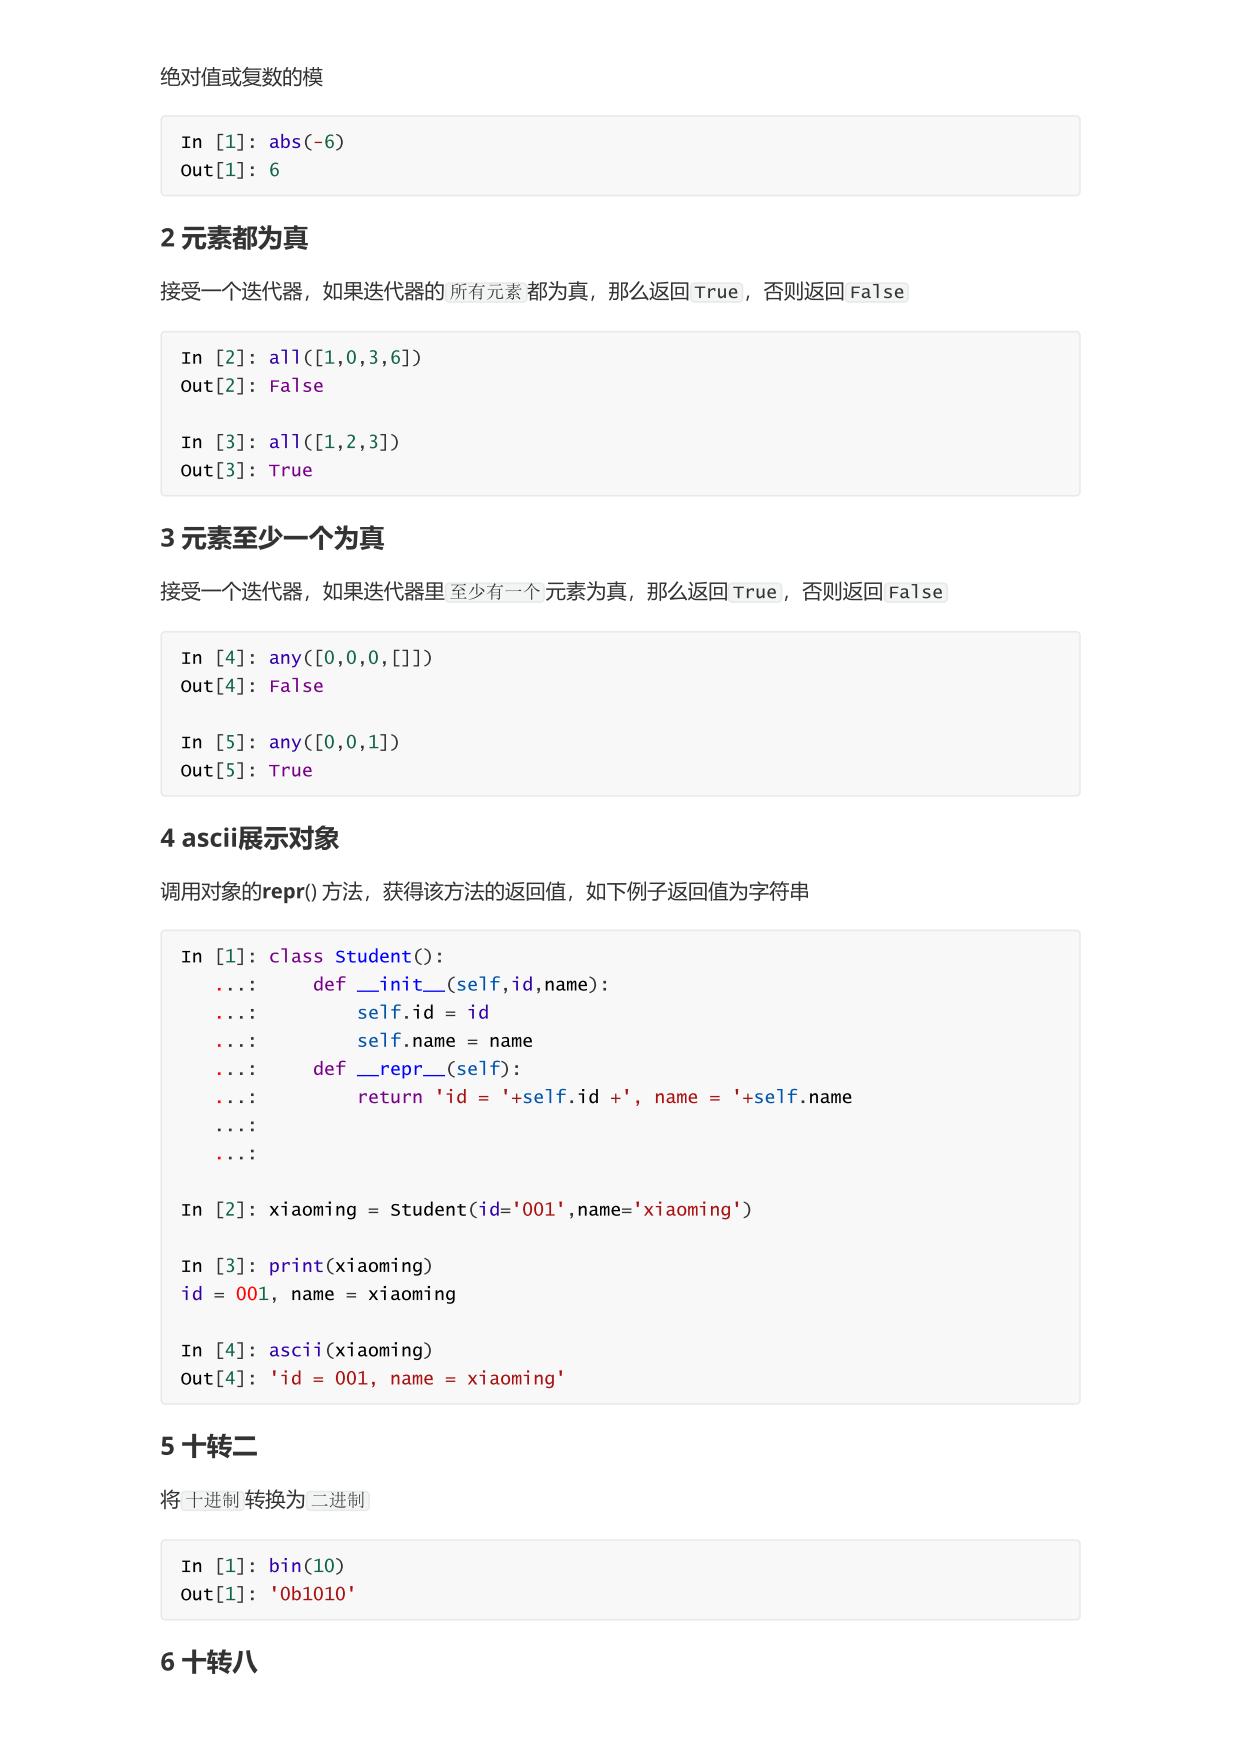 绝对值或复数的模
In [1]: abs(-6)
Out[1]: 6
2 元素都为真
接受一个迭代器，如果迭代器的所有元素都为真，那么返回True，否则返回False
In [2]: all([1,0,3,6])
Out[2]: False
In [3]: all([1,2,3])
Out[3]: True
3 元素至少一个为真
接受一个迭代器，如果迭代器里至少有一个元素为真，那么返回True，否则返回False
In [4]: any([0,0,0,[]])
Out[4]: False
In [5]: any([0,0,1])
Out[5]: True
4 ascii展示对象
调用对象的repr() 方法，获得该方法的返回值，如下例子返回值为字符串
In [1]: class Student():
   ...:     def __init__(self,id,name):
   ...:         self.id = id
   ...:         self.name = name
   ...:     def __repr__(self):
   ...:         return 'id = '+self.id +', name = '+self.name
   ...:
   ...:
In [2]: xiaoming = Student(id='001',name='xiaoming')
In [3]: print(xiaoming)
id = 001, name = xiaoming
In [4]: ascii(xiaoming)
Out[4]: 'id = 001, name = xiaoming'
5 十转二
将十进制转换为二进制
In [1]: bin(10)
Out[1]: '0b1010'
6 十转八